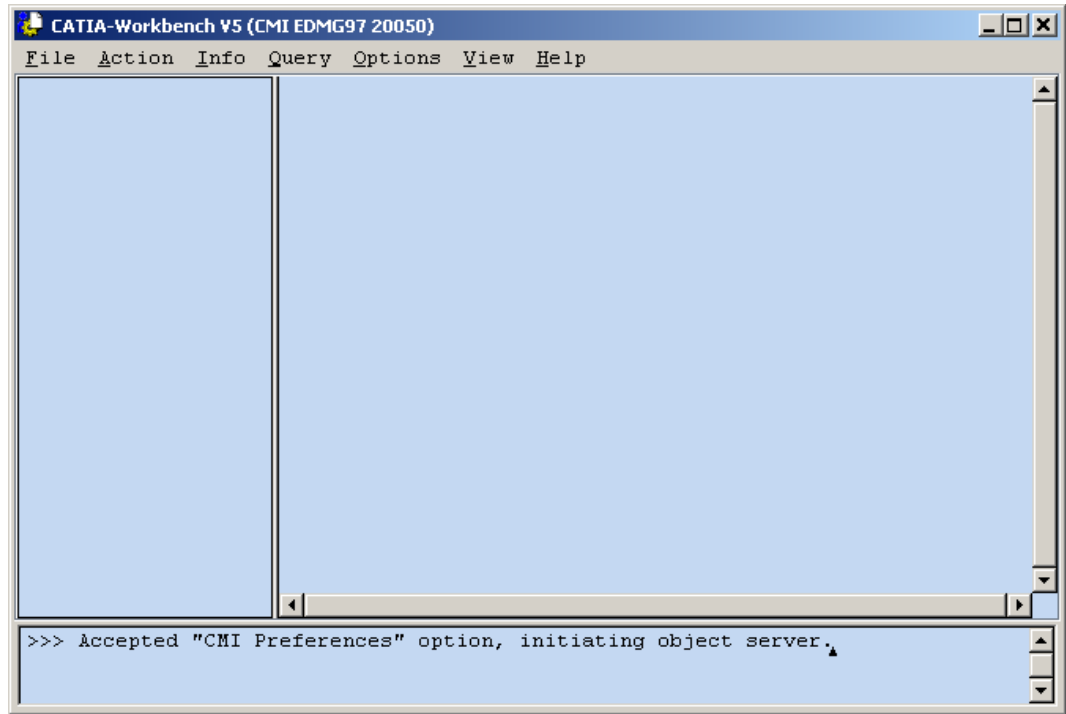 CATIA-Workbench V5 (CMI EDMG97 20050)
File Action Info Query Options View Help
>>> Accepted "CMI Preferences" option, initiating object server.